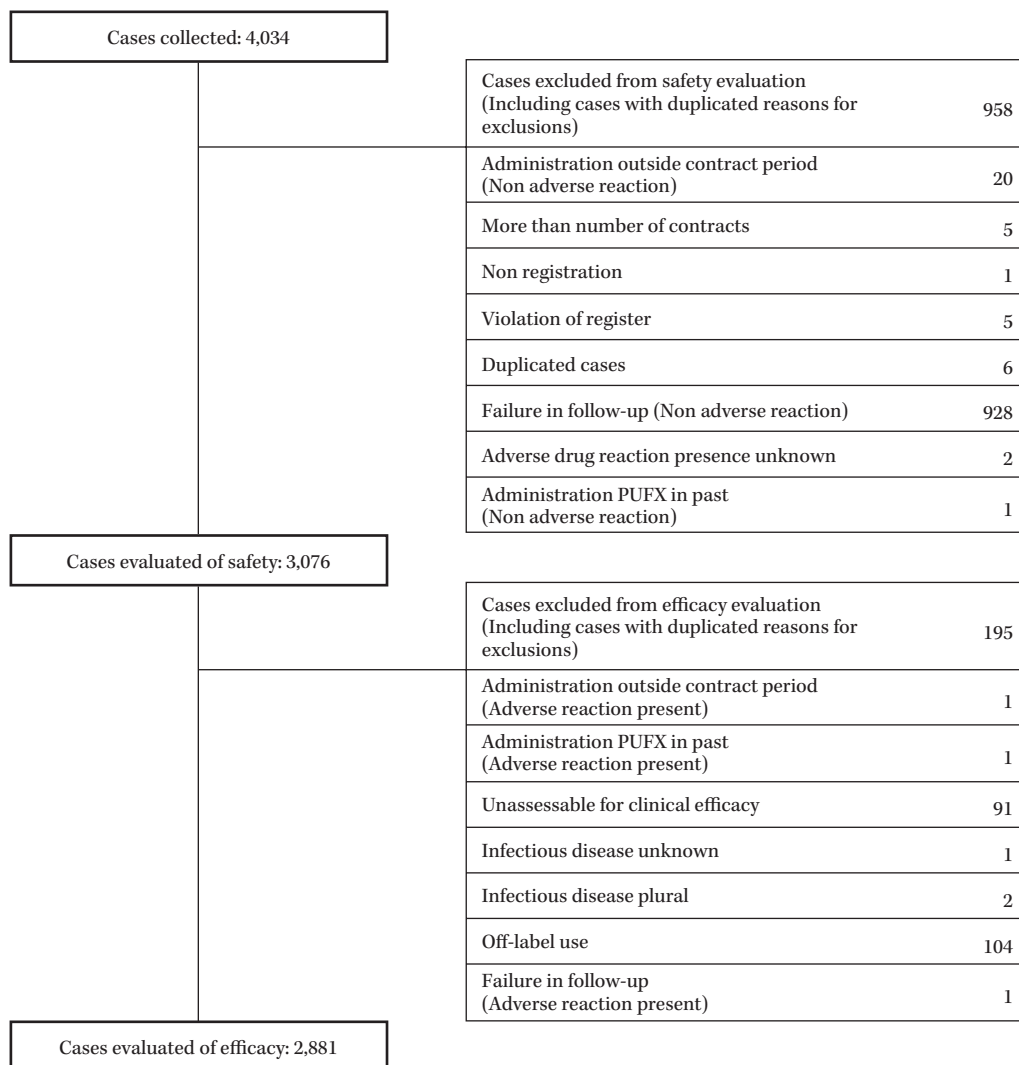 Cases collected: 4,034
Cases excluded from safety evaluation
(Including cases with duplicated reasons for
exclusions)
958
Administration outside contract period
(Non adverse reaction)
20
More than number of contracts
5
Non registration
1
Violation of register
5
Duplicated cases
6
Failure in follow-up (Non adverse reaction)
928
Adverse drug reaction presence unknown
2
Administration PUFX in past
(Non adverse reaction)
1
Cases evaluated of safety: 3,076
Cases excluded from efficacy evaluation
(Including cases with duplicated reasons for
exclusions)
195
Administration outside contract period
(Adverse reaction present)
1
Administration PUFX in past
(Adverse reaction present)
1
Unassessable for clinical efficacy
91
Infectious disease unknown
1
Infectious disease plural
2
Off-label use
104
Failure in follow-up
(Adverse reaction present)
1
Cases evaluated of efficacy: 2,881